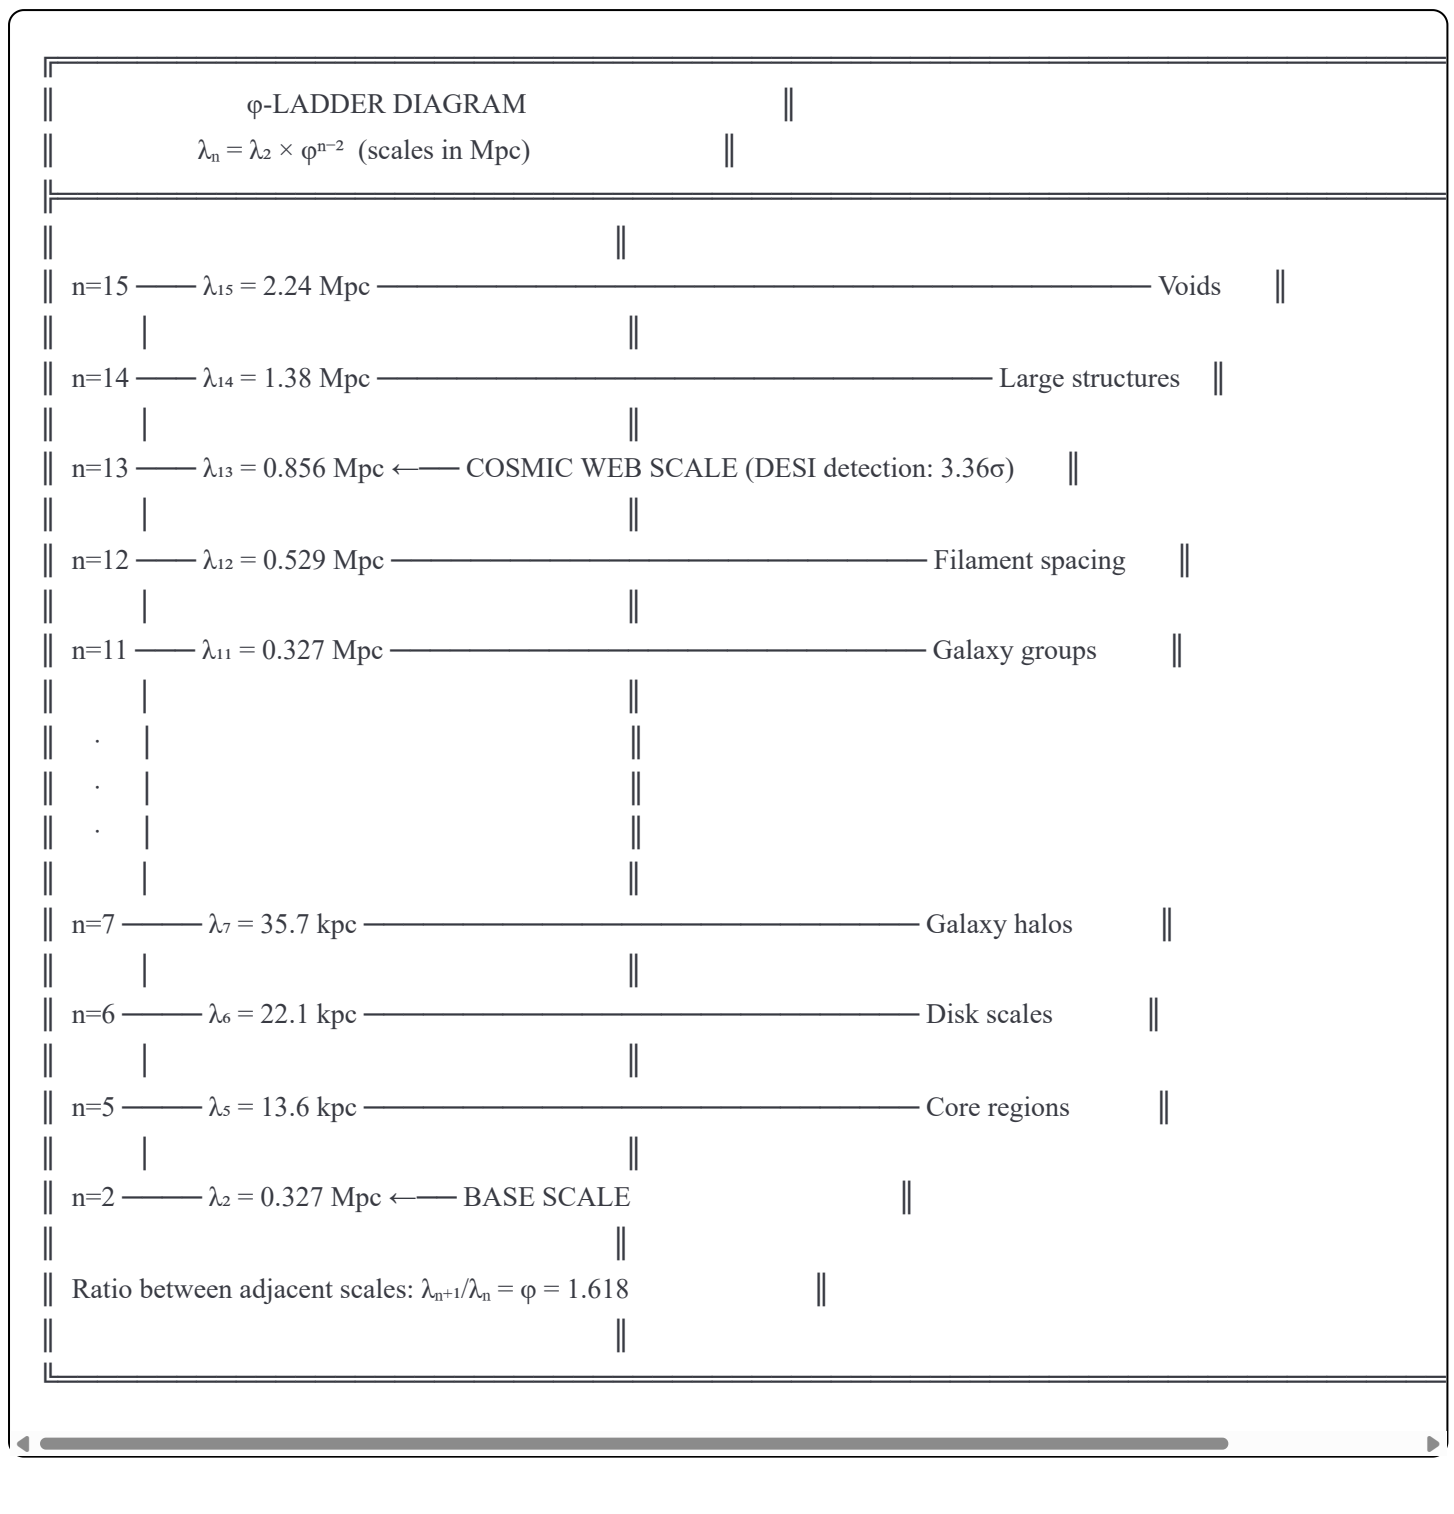 φ-LADDER DIAGRAM
λₙ = λ₂ × φⁿ⁻² (scales in Mpc)
n=15 ─── λ₁₅ = 2.24 Mpc ─────────────────────────────────────── Voids
n=14 ─── λ₁₄ = 1.38 Mpc ─────────────────────────────── Large structures
n=13 ─── λ₁₃ = 0.856 Mpc ←── COSMIC WEB SCALE (DESI detection: 3.36σ)
n=12 ─── λ₁₂ = 0.529 Mpc ─────────────────────────── Filament spacing
n=11 ─── λ₁₁ = 0.327 Mpc ─────────────────────────── Galaxy groups
·
·
·
n=7 ──── λ₇ = 35.7 kpc ──────────────────────────── Galaxy halos
n=6 ──── λ₆ = 22.1 kpc ──────────────────────────── Disk scales
n=5 ──── λ₅ = 13.6 kpc ──────────────────────────── Core regions
n=2 ──── λ₂ = 0.327 Mpc ←── BASE SCALE
Ratio between adjacent scales: λₙ₊₁/λₙ = φ = 1.618